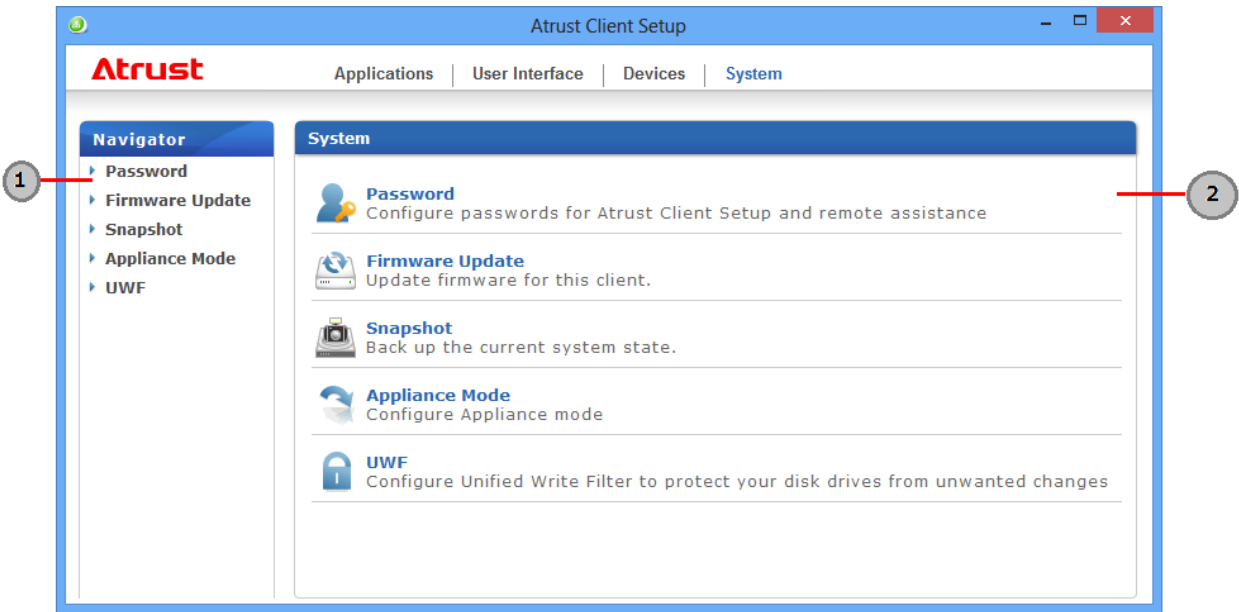 Atrust Client Setup
Atrust
Applications | User Interface | Devices | System
Navigator
Password
Firmware Update
Snapshot
Appliance Mode
UWF
1
System
Password
Configure passwords for Atrust Client Setup and remote assistance
Firmware Update
Update firmware for this client.
Snapshot
Back up the current system state.
Appliance Mode
Configure Appliance mode
UWF
Configure Unified Write Filter to protect your disk drives from unwanted changes
2